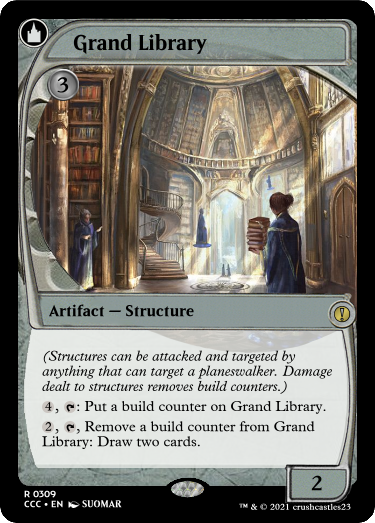 Grand Library
3
Artifact — Structure
(Structures can be attacked and targeted by
anything that can target a planeswalker. Damage
dealt to structures removes build counters.)
4, : Put a build counter on Grand Library.
2, , Remove a build counter from Grand
Library: Draw two cards.
2
R 0309
CCC • EN SUOMAR
™ & © 2021 crushcastles23